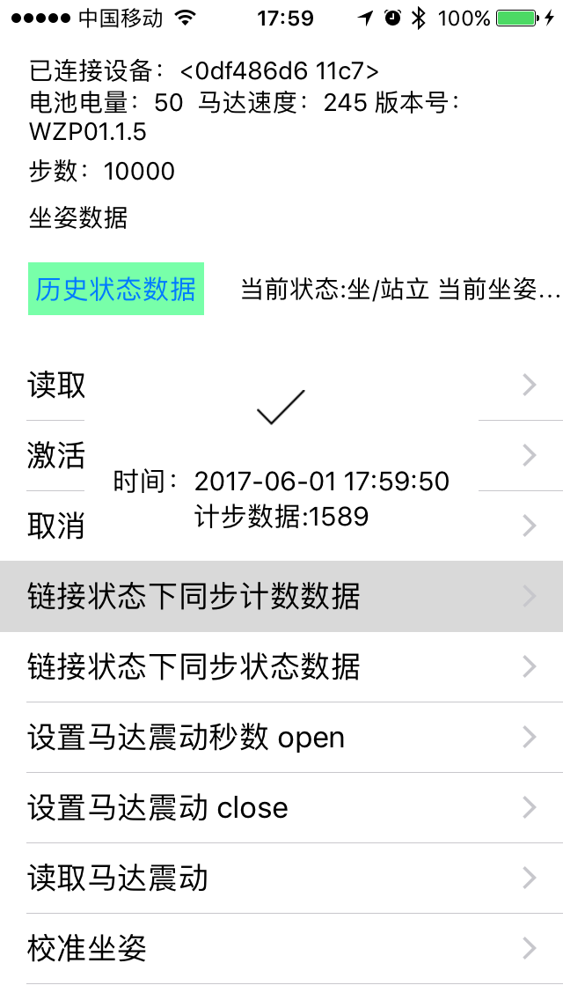 中国移动 17:59 100%
已连接设备：<0df486d6 11c7>
电池电量：50 马达速度：245 版本号：
WZP01.1.5
步数：10000
坐姿数据
历史状态数据 当前状态:坐/站立 当前坐姿...
读取
激活
时间：2017-06-01 17:59:50
计步数据:1589
取消
链接状态下同步计数数据
链接状态下同步状态数据
设置马达震动秒数 open
设置马达震动 close
读取马达震动
校准坐姿